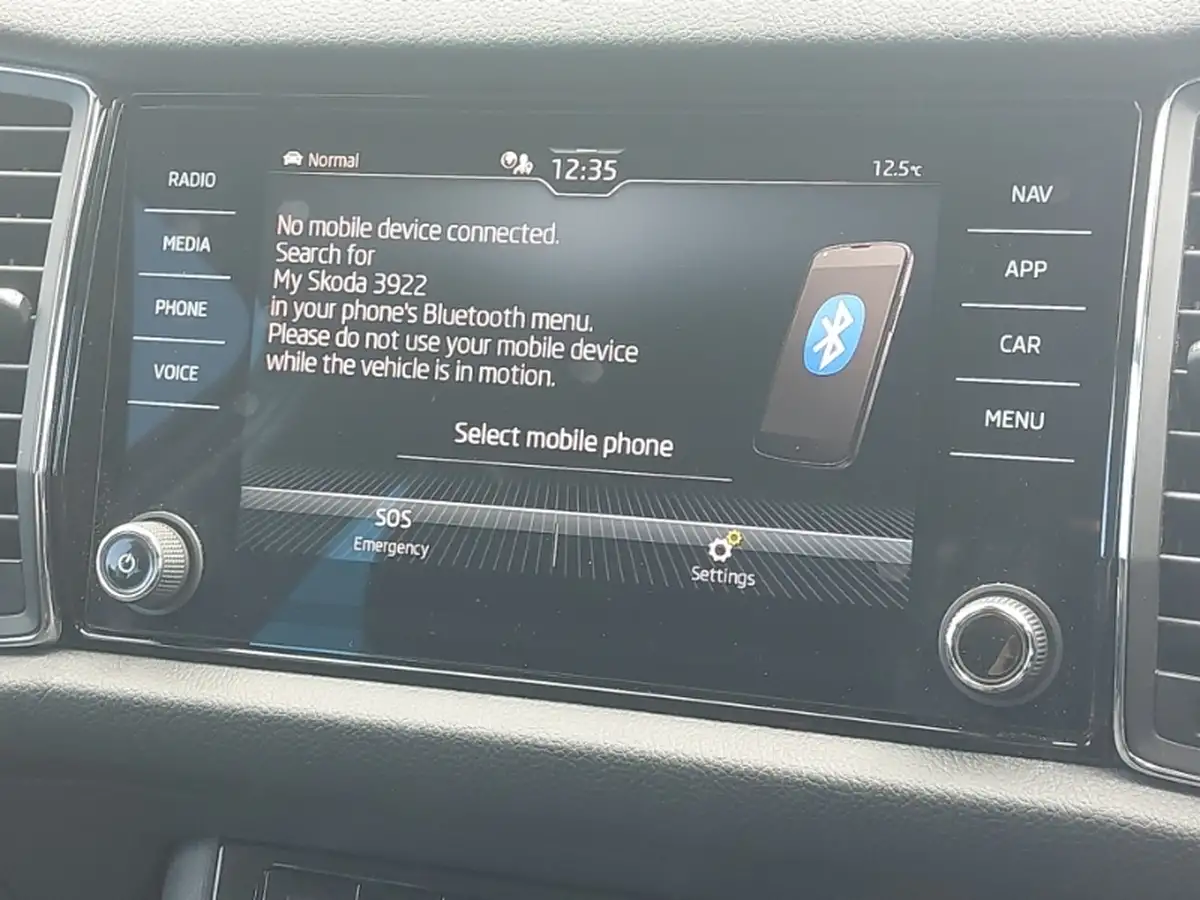 Normal
12:35
12.5°C
RADIO
MEDIA
PHONE
VOICE
No mobile device connected.
Search for
My Skoda 3922
in your phone's Bluetooth menu.
Please do not use your mobile device
while the vehicle is in motion.
Select mobile phone
SOS
Emergency
Settings
NAV
APP
CAR
MENU